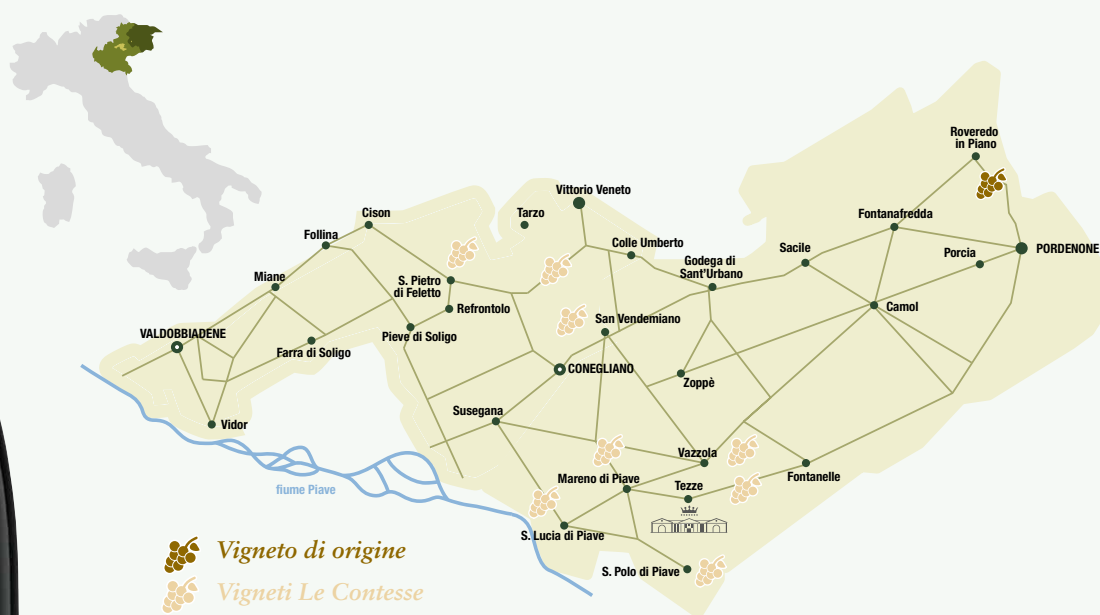 Roveredo
in Piano
Vittorio Veneto
Cison
Tarzo
Fontanafredda
Follina
Colle Umberto
Sacile
PORDENONE
Porcia
Godega di
Sant'Urbano
Miane
S. Pietro
di Feletto
Refrontolo
Camol
San Vendemiano
VALDOBBIADENE
Pieve di Soligo
Farra di Soligo
CONEGLIANO
Zoppè
Susegana
Vidor
Vazzola
Mareno di Piave
Tezze
Fontanelle
fiume Piave
S. Lucia di Piave
Vigneto di origine
S. Polo di Piave
Vigneti Le Contesse